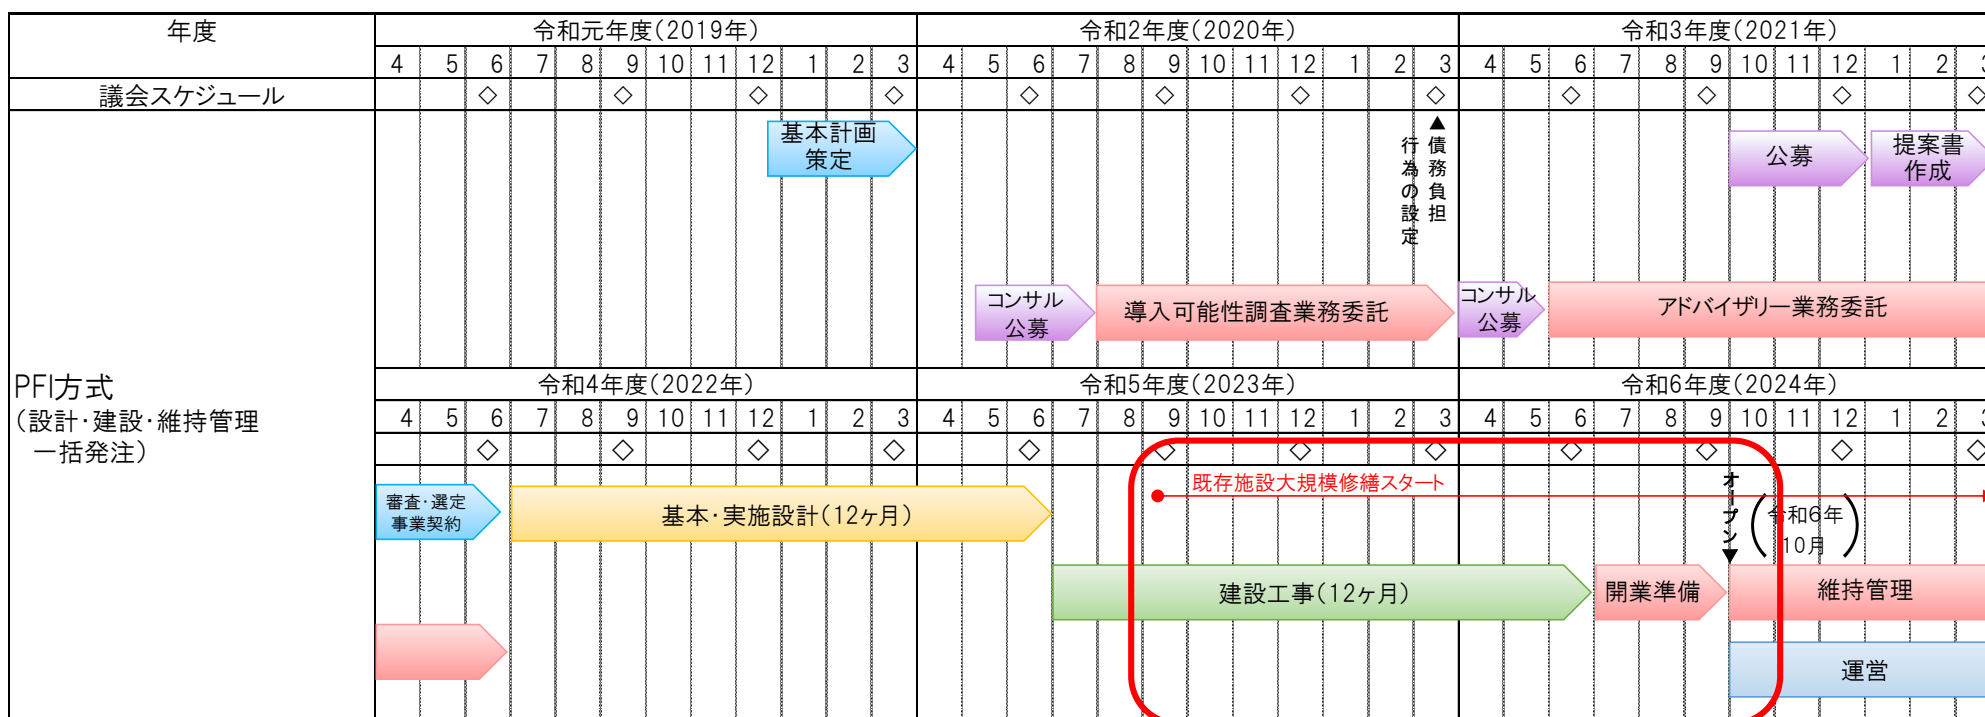 年度
令和元年度(2019年)
令和2年度(2020年)
令和3年度(2021年)
4 5 6 7 8 9 10 11 12 1 2 3 4 5 6 7 8 9 10 11 12 1 2 3 4 5 6 7 8 9 10 11 12 1 2 3
議会スケジュール
◇ ◇ ◇ ◇ ◇ ◇ ◇ ◇ ◇ ◇ ◇ ◇
基本計画
策定
▲債務負担
行為の設定
公募
提案書
作成
コンサル
公募
導入可能性調査業務委託
コンサル
公募
アドバイザリー業務委託
PFI方式
(設計・建設・維持管理
一括発注)
令和4年度(2022年)
令和5年度(2023年)
令和6年度(2024年)
4 5 6 7 8 9 10 11 12 1 2 3 4 5 6 7 8 9 10 11 12 1 2 3 4 5 6 7 8 9 10 11 12 1 2 3
◇ ◇ ◇ ◇ ◇ ◇ ◇ ◇ ◇ ◇ ◇ ◇
既存施設大規模修繕スタート
審査・選定
事業契約
基本・実施設計(12ヶ月)
オープン▼
(令和6年
10月)
建設工事(12ヶ月)
開業準備
維持管理
運営